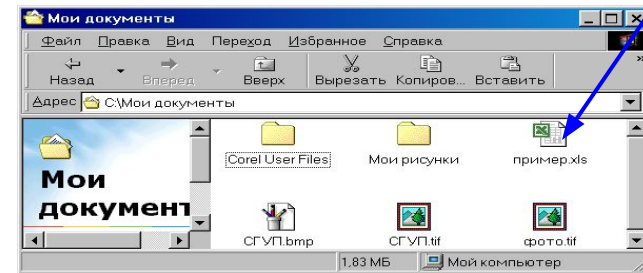 Мои документы
Файл Правка Вид Переход Избранное Справка
Назад Вперед Вверх Вырезать Копиров... Вставить »
Адрес C:\Мои документы
Corel User Files Мои рисунки пример.xls
Мои
документ
СГУП.bmp СГУП.tif фото.tif
1,83 МБ Мой компьютер